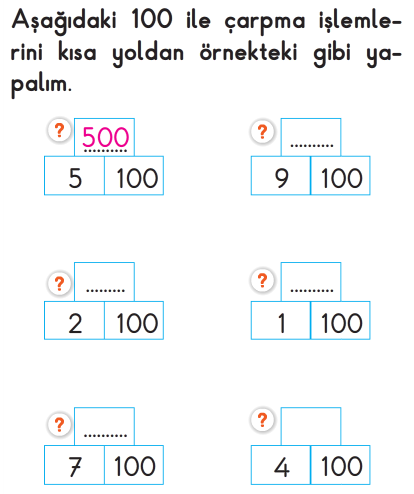 Aşağıdaki 100 ile çarpma işlemle-
rini kısa yoldan örnekteki gibi ya-
palım.
? 500 ? ..........
5 100 9 100
? ......... ? ..........
2 100 1 100
? .......... ?
7 100 4 100